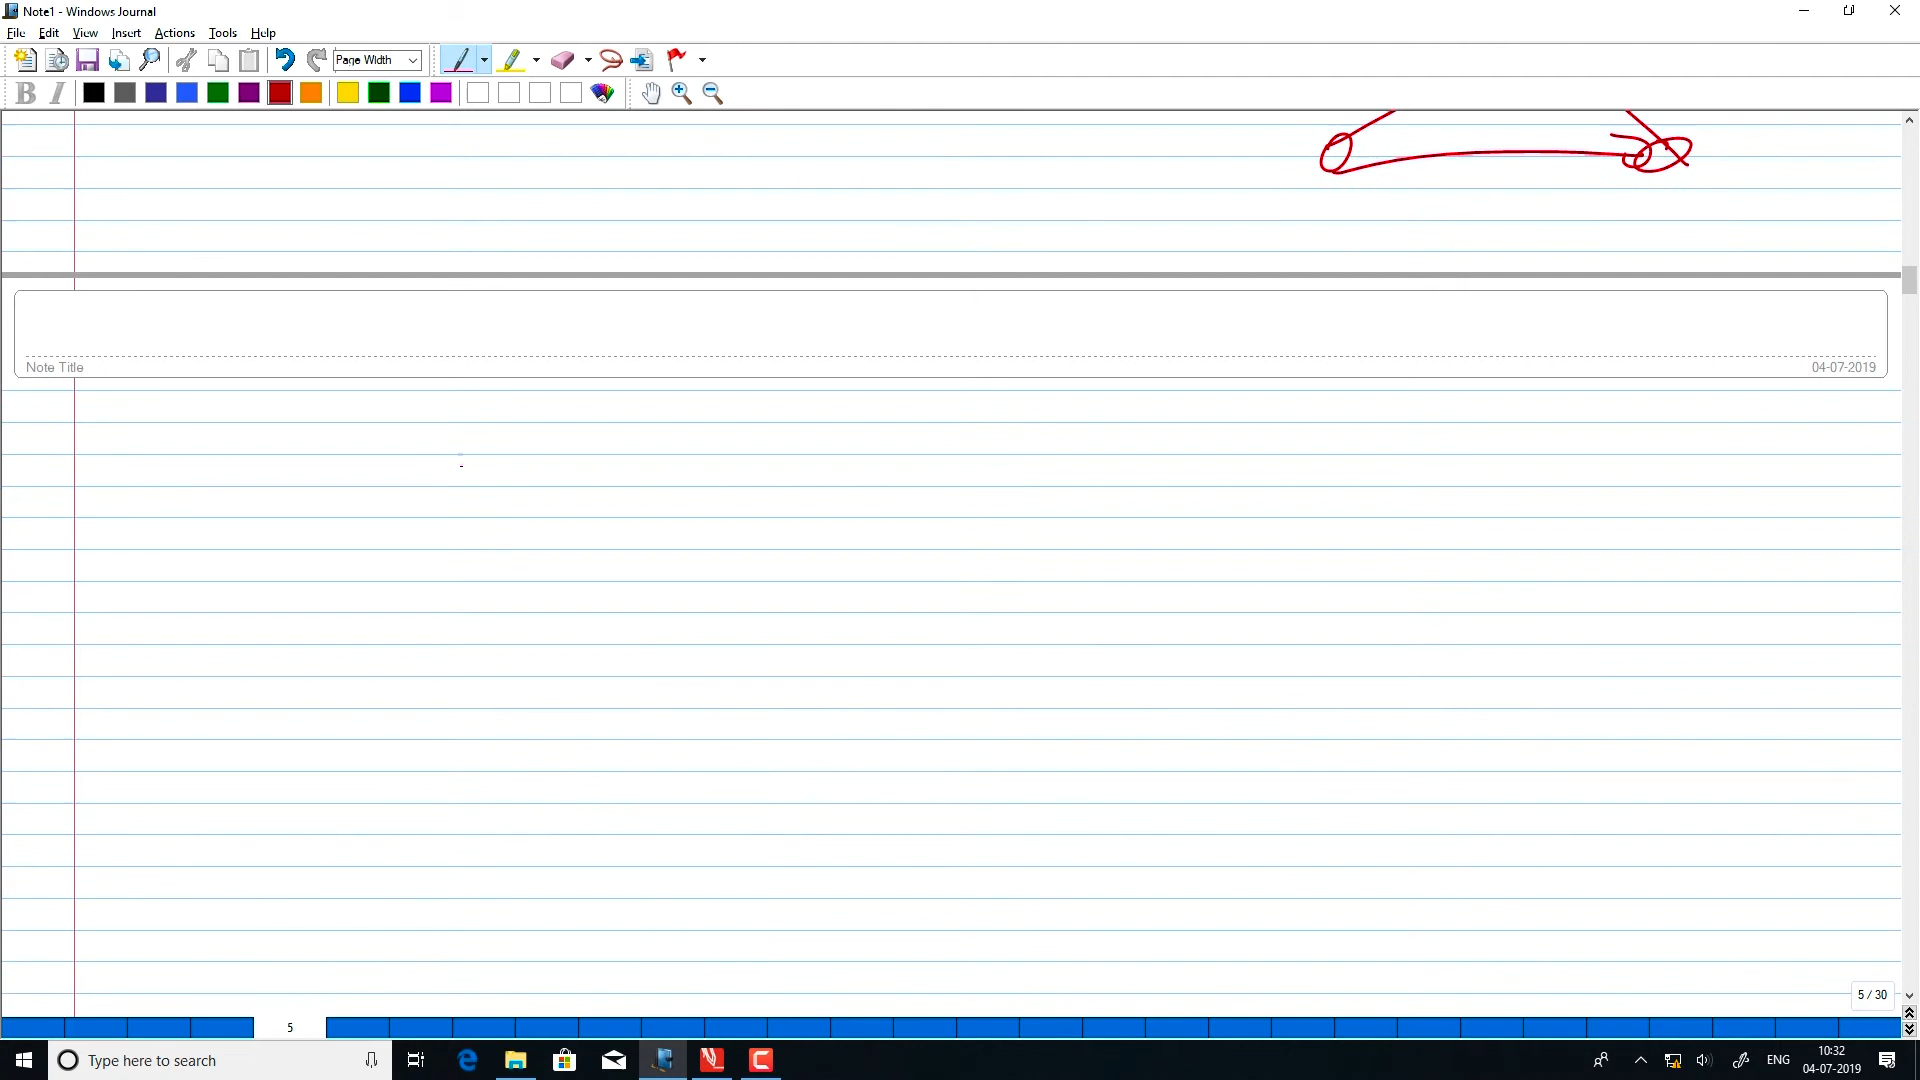 Note1 - Windows Journal
File Edit View Insert Actions Tools Help
Page Width
B I
Note Title
04-07-2019
5 / 30
5
Type here to search
ENG
10:32
04-07-2019